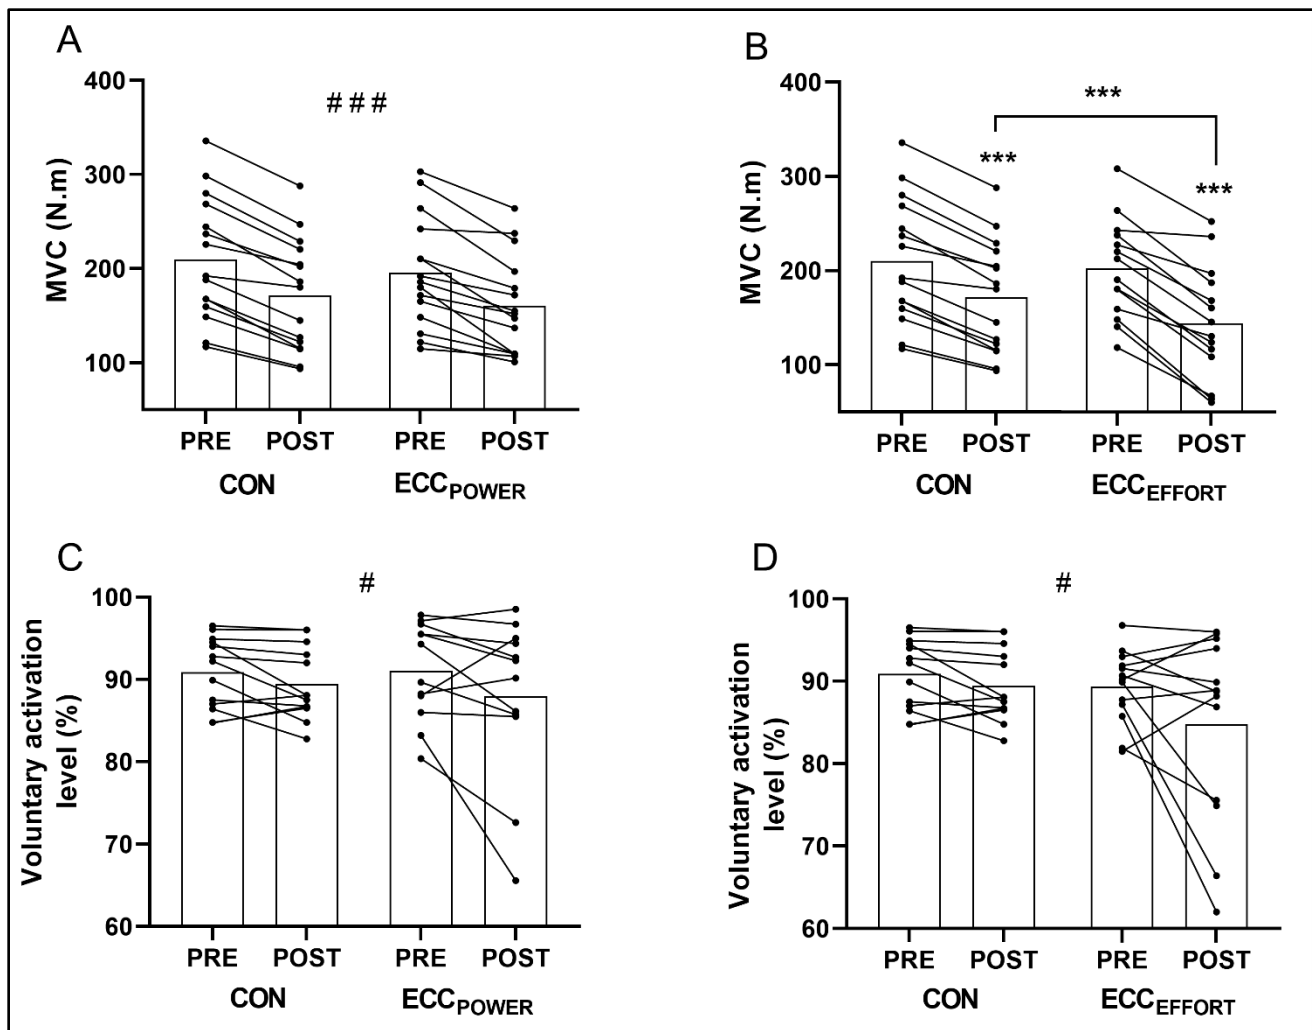 A
MVC (N.m)
400
300
200
100
# # #
PRE POST PRE POST
CON ECCPOWER
B
MVC (N.m)
400
300
200
100
***
***
***
PRE POST PRE POST
CON ECCEFFORT
C
Voluntary activation
level (%)
100
90
80
70
60
#
PRE POST PRE POST
CON ECCPOWER
D
Voluntary activation
level (%)
100
90
80
70
60
#
PRE POST PRE POST
CON ECCEFFORT